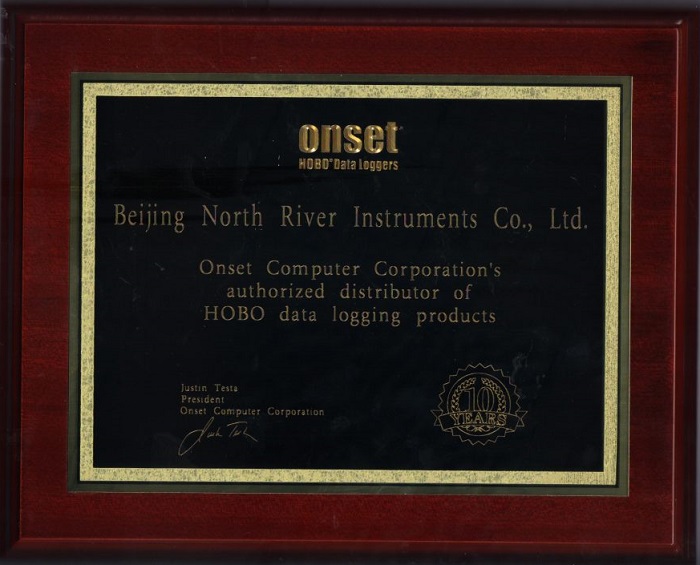 onset
HOBO® Data Loggers
Beijing North River Instruments Co., Ltd.
Onset Computer Corporation's
authorized distributor of
HOBO data logging products
Justin Testa
President
Onset Computer Corporation
10
YEARS